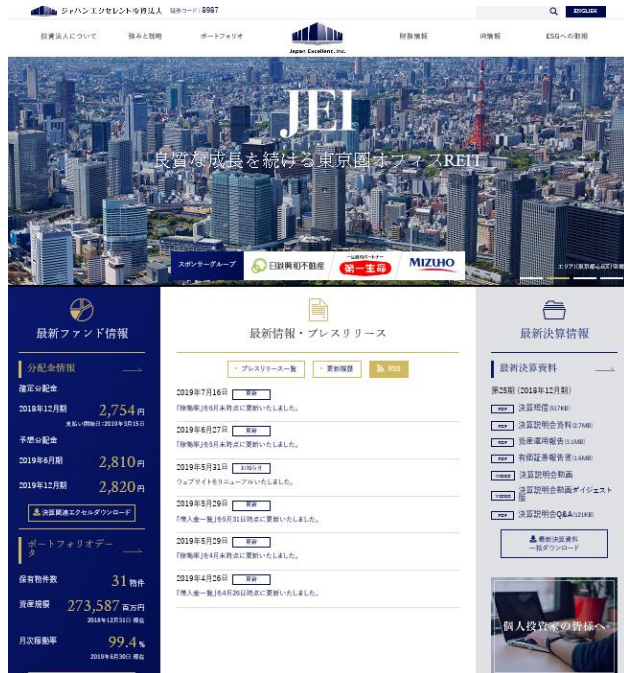 ジャパンエクセレント投資法人 証券コード:8987
ENGLISH
投資法人について 強みと戦略 ポートフォリオ
Japan Excellent, Inc.
財務情報 IR情報 ESGへの取組
JEI
良質な成長を続ける東京圏オフィスREIT
スポンサーグループ
日鉄興和不動産
第一生命
MIZUHO
最新ファンド情報
分配金情報
確定分配金
2018年12月期 2,754円
支払い開始日:2019年3月15日
予想分配金
2019年6月期 2,810円
2019年12月期 2,820円
決算関連エクセルダウンロード
ポートフォリオデー
タ
保有物件数 31物件
資産規模 273,587百万円
2018年12月31日 現在
月次稼働率 99.4%
2019年6月30日 現在
最新情報・プレスリリース
プレスリリース一覧 更新履歴 RSS
2019年7月16日 更新
「稼働率」を6月末時点に更新いたしました。
2019年6月27日 更新
「稼働率」を5月末時点に更新いたしました。
2019年5月31日 お知らせ
ウェブサイトをリニューアルいたしました。
2019年5月29日 更新
「借入金一覧」を5月31日時点に更新いたしました。
2019年5月29日 更新
「稼働率」を4月末時点に更新いたしました。
2019年4月26日 更新
「借入金一覧」を4月26日時点に更新いたしました。
最新決算情報
最新決算資料
第25期 (2018年12月期)
PDF 決算短信(517KB)
PDF 決算説明会資料(2.7MB)
PDF 資産運用報告(3.1MB)
PDF 有価証券報告書(1.6MB)
VIDEO 決算説明会動画
VIDEO 決算説明会動画ダイジェスト
版
PDF 決算説明会Q&A(121KB)
最新決算資料
一括ダウンロード
個人投資家の皆様へ